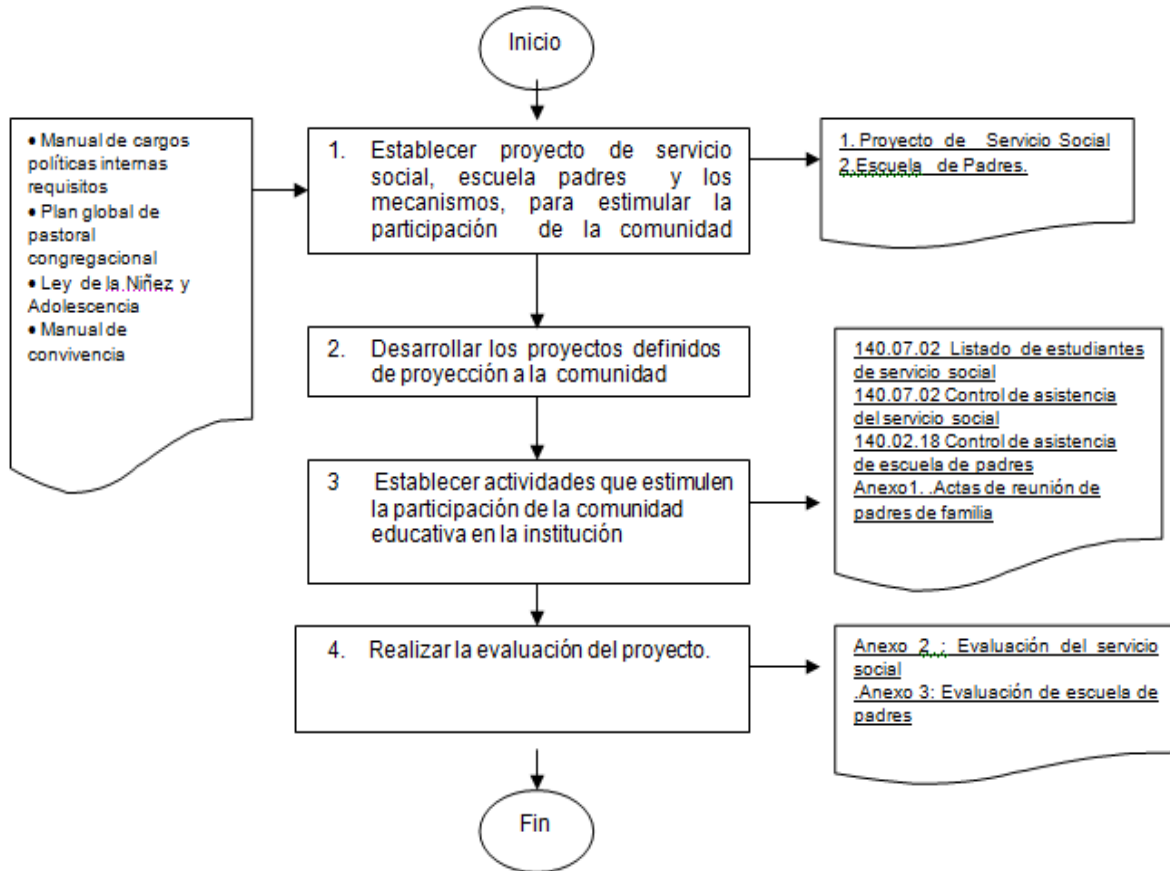 Inicio
• Manual de cargos
políticas internas
requisitos
• Plan global de
pastoral
congregacional
• Ley de la.Niñez y
Adolescencia
• Manual de
convivencia
1. Establecer proyecto de servicio
social, escuela padres y los
mecanismos, para estimular la
participación de la comunidad
1. Proyecto de Servicio Social
2.Escuela de Padres.
2. Desarrollar los proyectos definidos
de proyección a la comunidad
140.07.02 Listado de estudiantes
de servicio social
140.07.02 Control de asistencia
del servicio social
140.02.18 Control de asistencia
de escuela de padres
Anexo1. .Actas de reunión de
padres de familia
3 Establecer actividades que estimulen
la participación de la comunidad
educativa en la institución
4. Realizar la evaluación del proyecto.
Anexo 2 .: Evaluación del servicio
social
.Anexo 3: Evaluación de escuela de
padres
Fin